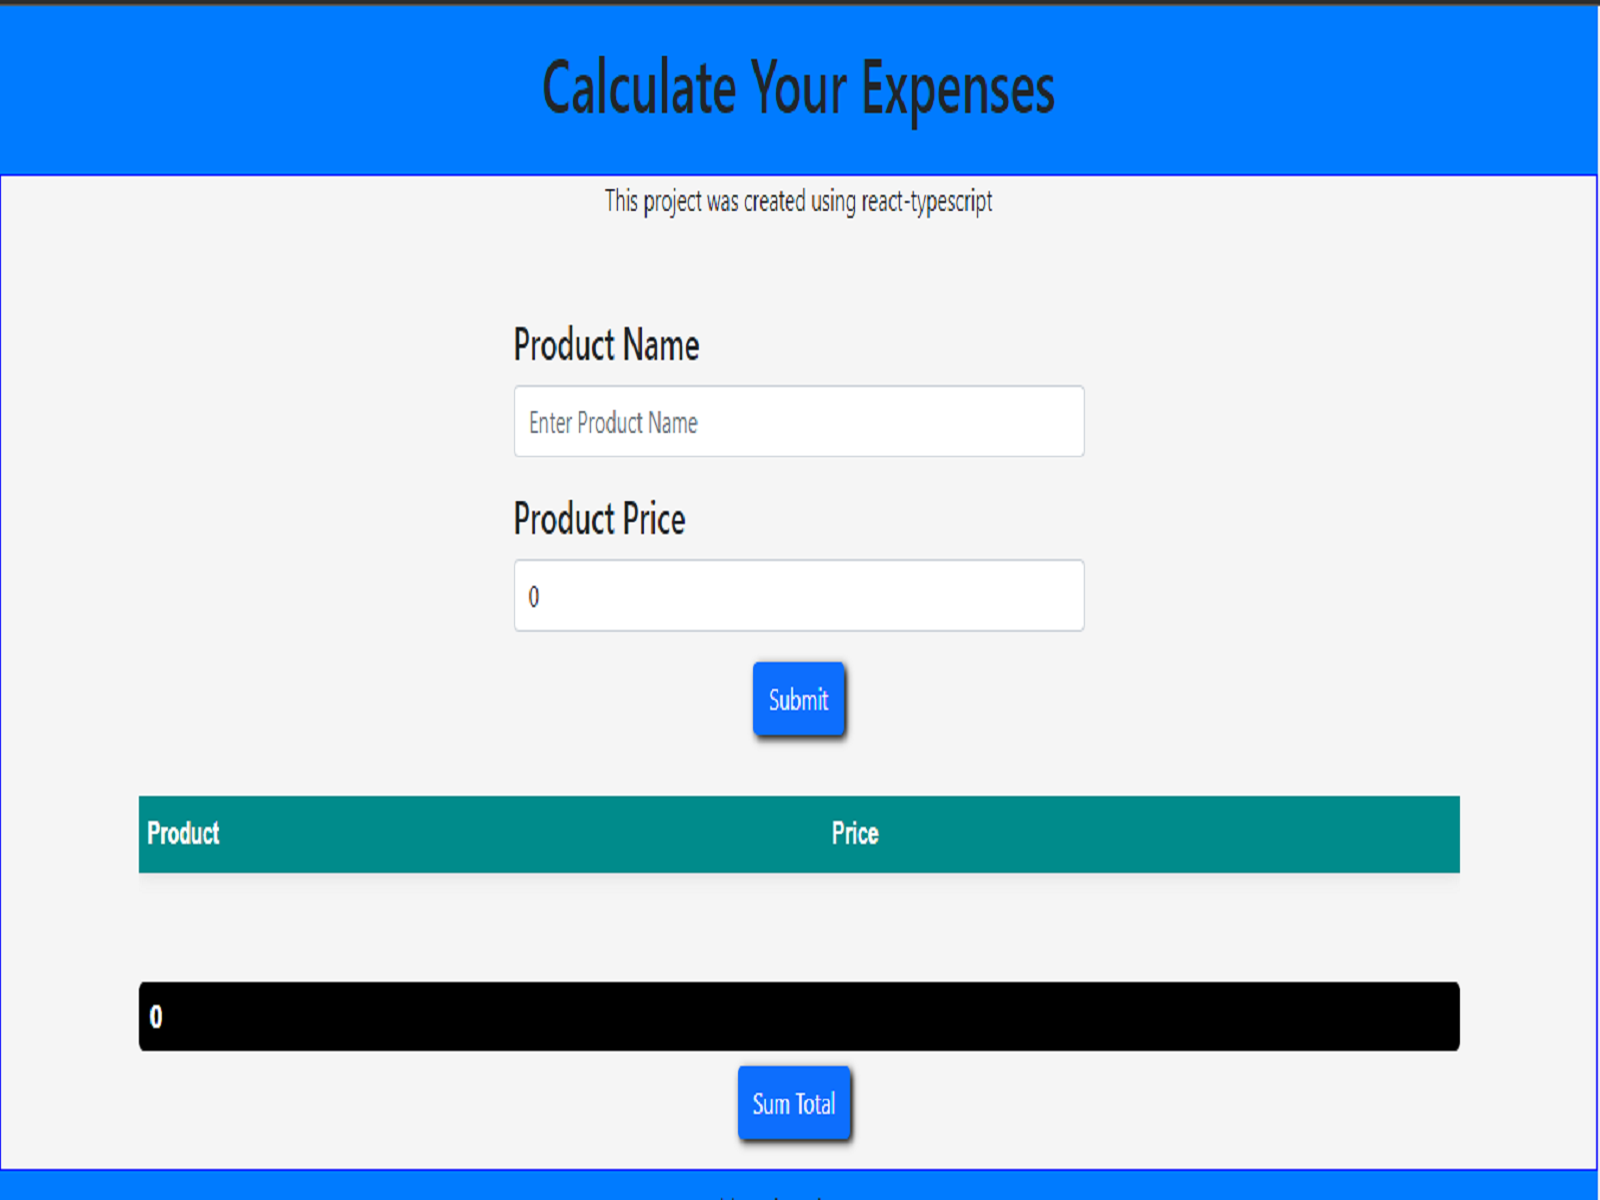 Calculate Your Expenses
This project was created using react-typescript
Product Name
Enter Product Name
Product Price
0
Submit
Product Price
0
Sum Total